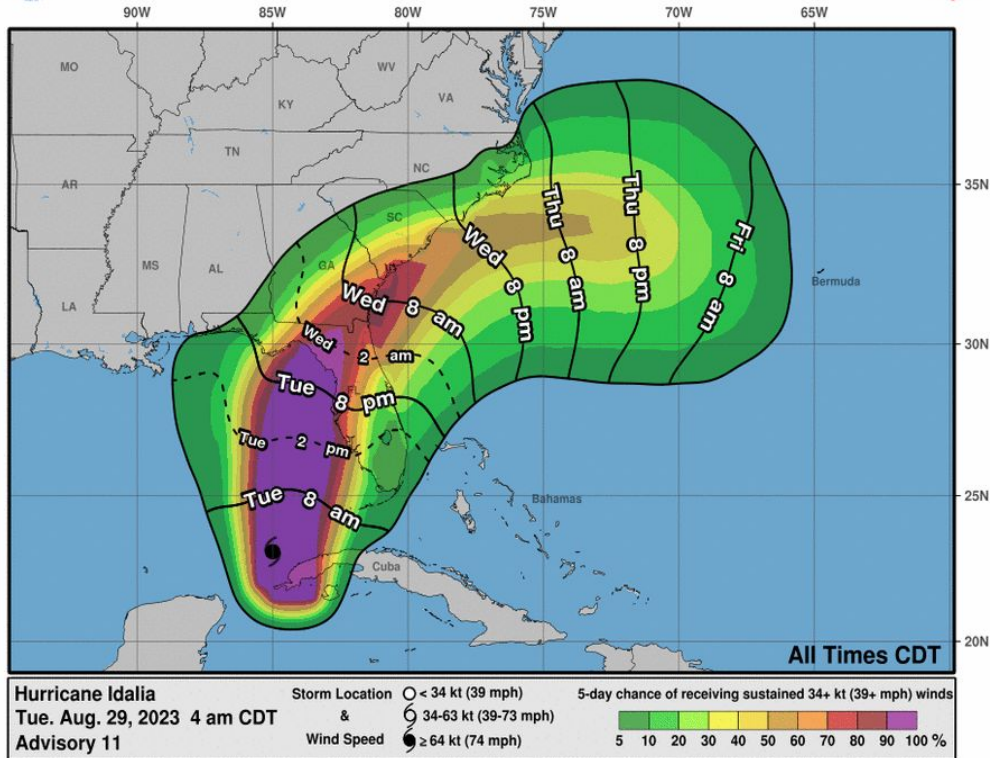 90W 85W 80W 75W 70W 65W
MO
WV
KY
VA
TN
NC
AR
35N
SC
MS
AL
GA
LA
Bermuda
30N
FL
25N
Bahamas
Cuba
20N
Tue 8 am
Tue 2 pm
Tue 8 pm
Wed 2 am
Wed 8 am
Wed 8 pm
Thu 8 am
Thu 8 pm
Fri 8 am
All Times CDT
Hurricane Idalia
Tue. Aug. 29, 2023 4 am CDT
Advisory 11
Storm Location
&
Wind Speed
< 34 kt (39 mph)
34-63 kt (39-73 mph)
≥ 64 kt (74 mph)
5-day chance of receiving sustained 34+ kt (39+ mph) winds
5 10 20 30 40 50 60 70 80 90 100 %